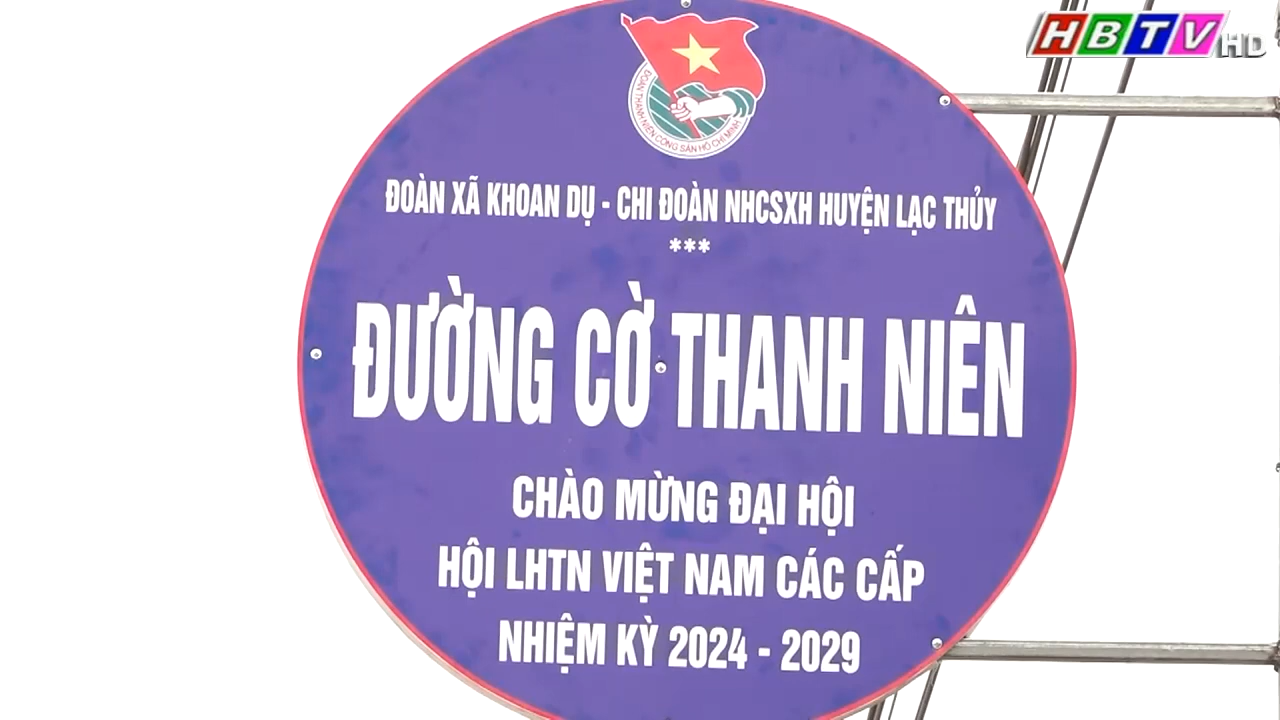 HBTV HD
ĐOÀN THANH NIÊN CỘNG SẢN HỒ CHÍ MINH
ĐOÀN XÃ KHOAN DỤ - CHI ĐOÀN NHCSXH HUYỆN LẠC THỦY
***
ĐƯỜNG CỜ THANH NIÊN
CHÀO MỪNG ĐẠI HỘI
HỘI LHTN VIỆT NAM CÁC CẤP
NHIỆM KỲ 2024 - 2029